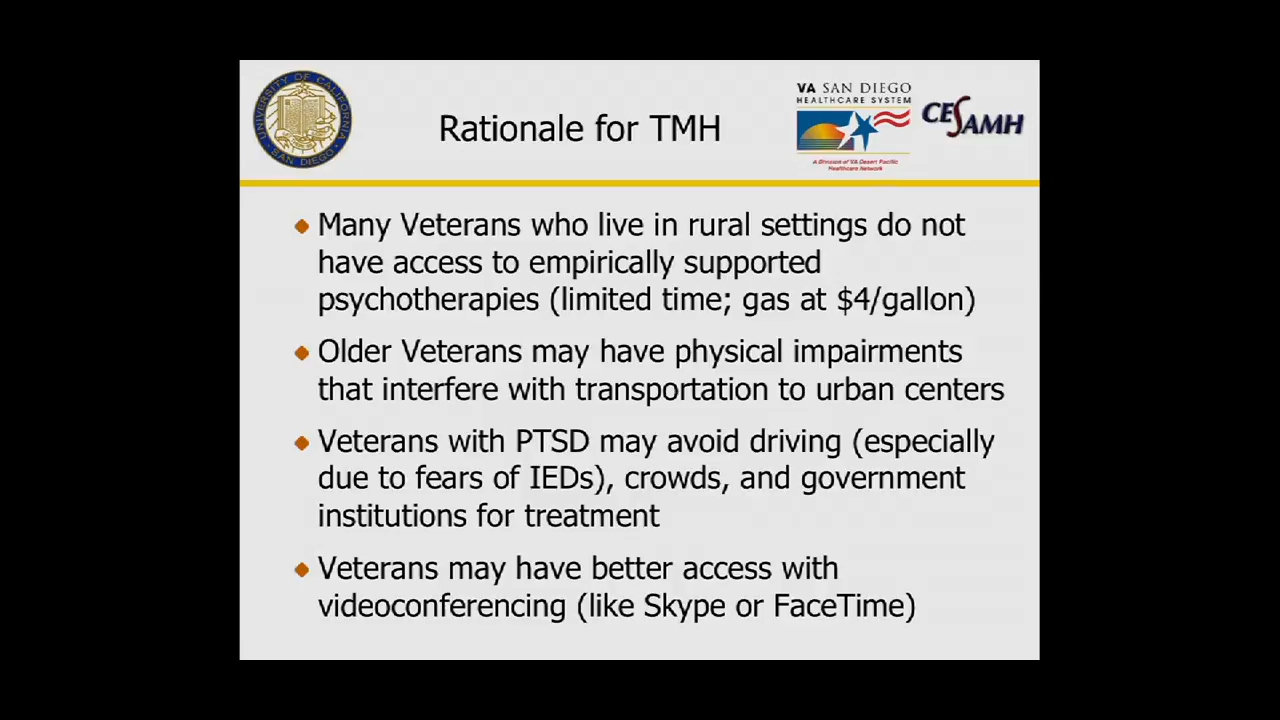 UNIVERSITY OF CALIFORNIA
SAN DIEGO
Rationale for TMH
VA SAN DIEGO
HEALTHCARE SYSTEM
A Division of VA Desert Pacific
Healthcare Network
CESAMH
Many Veterans who live in rural settings do not
have access to empirically supported
psychotherapies (limited time; gas at $4/gallon)
Older Veterans may have physical impairments
that interfere with transportation to urban centers
Veterans with PTSD may avoid driving (especially
due to fears of IEDs), crowds, and government
institutions for treatment
Veterans may have better access with
videoconferencing (like Skype or FaceTime)